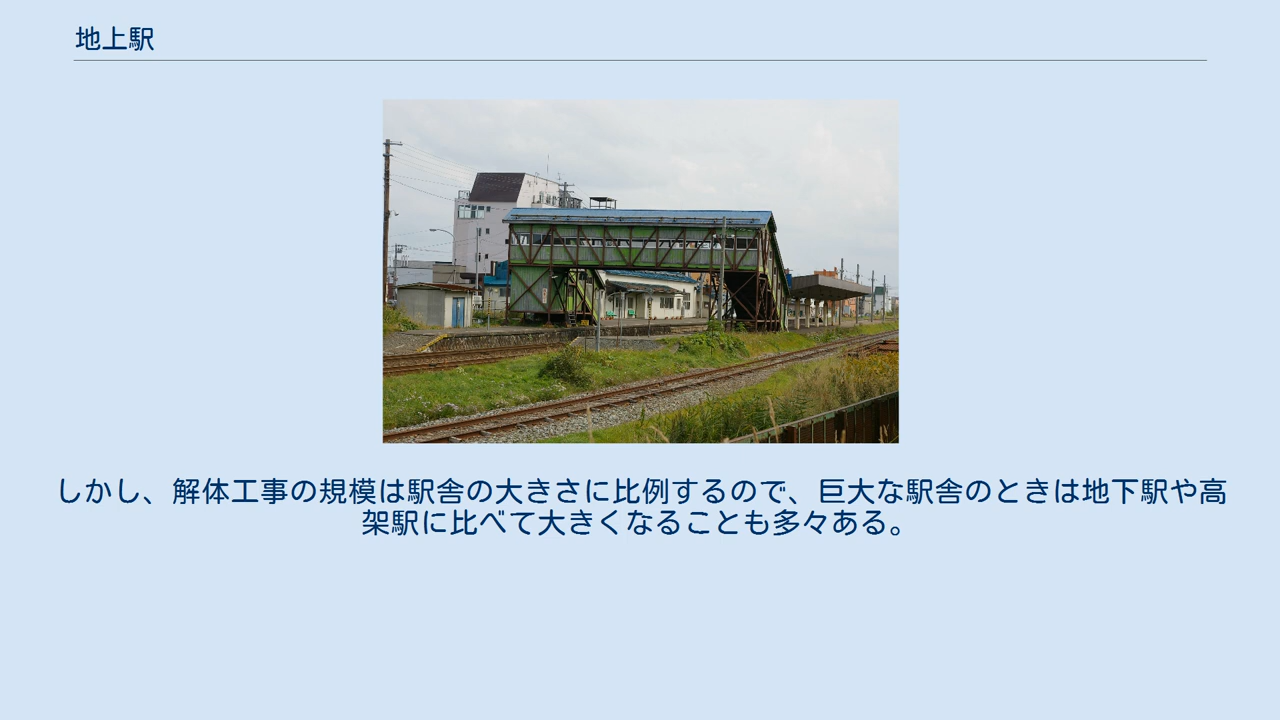 地上駅
しかし、解体工事の規模は駅舎の大きさに比例するので、巨大な駅舎のときは地下駅や高
架駅に比べて大きくなることも多々ある。